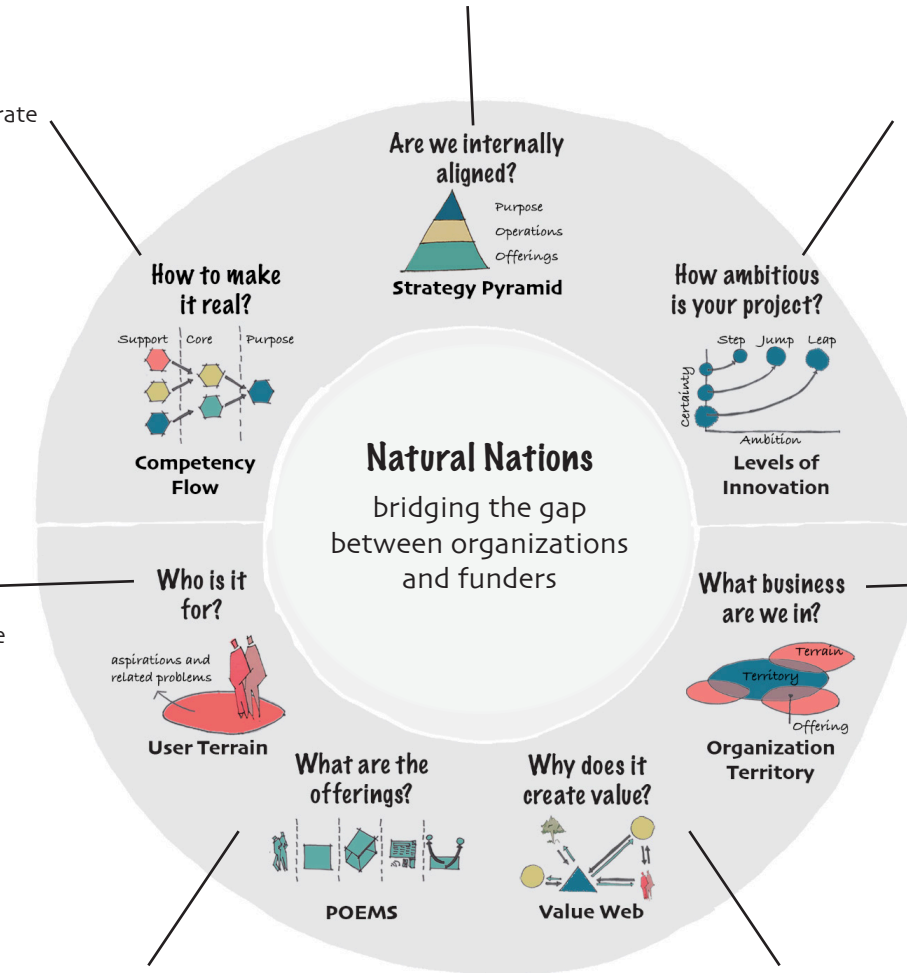 rate
Are we internally
aligned?
Purpose
Operations
Offerings
Strategy Pyramid
How to make
it real?
Support
Core
Purpose
Competency
Flow
How ambitious
is your project?
Step
Jump
Leap
Certainty
Ambition
Levels of
Innovation
Natural Nations
bridging the gap
between organizations
and funders
Who is it
for?
aspirations and
related problems
User Terrain
e
What business
are we in?
Terrain
Territory
Offering
Organization
Territory
What are the
offerings?
POEMS
Why does it
create value?
Value Web